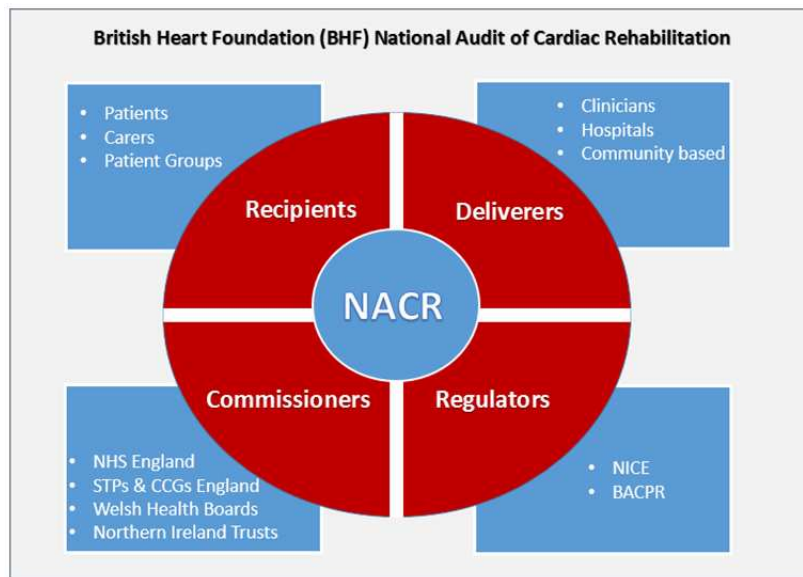 British Heart Foundation (BHF) National Audit of Cardiac Rehabilitation
• Patients
• Carers
• Patient Groups
• Clinicians
• Hospitals
• Community based
Recipients
Deliverers
NACR
Commissioners
Regulators
• NHS England
• STPs & CCGs England
• Welsh Health Boards
• Northern Ireland Trusts
• NICE
• BACPR